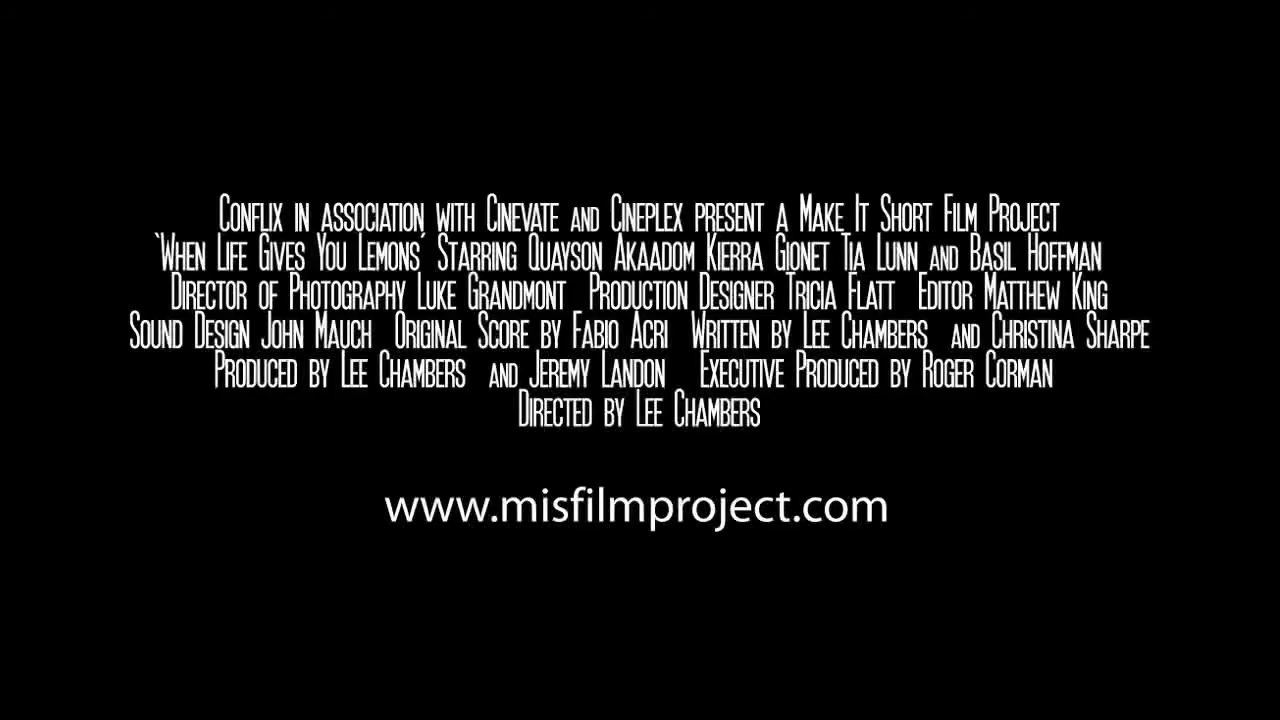 Conflix in association with Cinevate and Cineplex present a Make It Short Film Project
'When Life Gives You Lemons' Starring Quayson Akaadom Kierra Gionet Tia Lunn and Basil Hoffman
Director of Photography Luke Grandmont Production Designer Tricia Flatt Editor Matthew King
Sound Design John Mauch Original Score by Fabio Acri Written by Lee Chambers and Christina Sharpe
Produced by Lee Chambers and Jeremy Landon Executive Produced by Roger Corman
Directed by Lee Chambers
www.misfilmproject.com